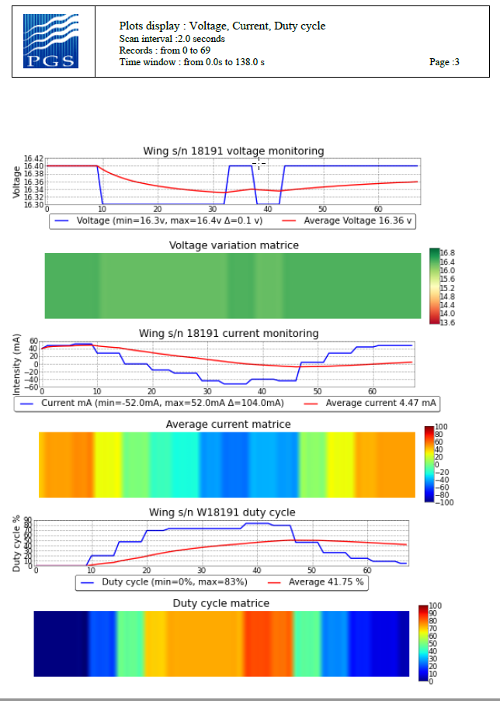 PGS
Plots display : Voltage, Current, Duty cycle
Scan interval :2.0 seconds
Records : from 0 to 69
Time window : from 0.0s to 138.0 s
Page :3
Wing s/n 18191 voltage monitoring
Voltage
16.42
16.40
16.38
16.36
16.34
16.32
16.30
0 10 20 30 40 50 60
Voltage (min=16.3v, max=16.4v Δ=0.1 v) Average Voltage 16.36 v
Voltage variation matrice
16.8
16.4
16.0
15.6
15.2
14.8
14.4
14.0
13.6
Wing s/n 18191 current monitoring
Intensity (mA)
60
40
20
0
−20
−40
−60
0 10 20 30 40 50 60
Current mA (min=-52.0mA, max=52.0mA Δ=104.0mA) Average current 4.47 mA
Average current matrice
100
80
60
40
20
0
−20
−40
−60
−80
−100
Wing s/n W18191 duty cycle
Duty cycle %
90
80
70
60
50
40
30
20
10
0
0 10 20 30 40 50 60
Duty cycle (min=0%, max=83%) Average 41.75 %
Duty cycle matrice
100
90
80
70
60
50
40
30
20
10
0